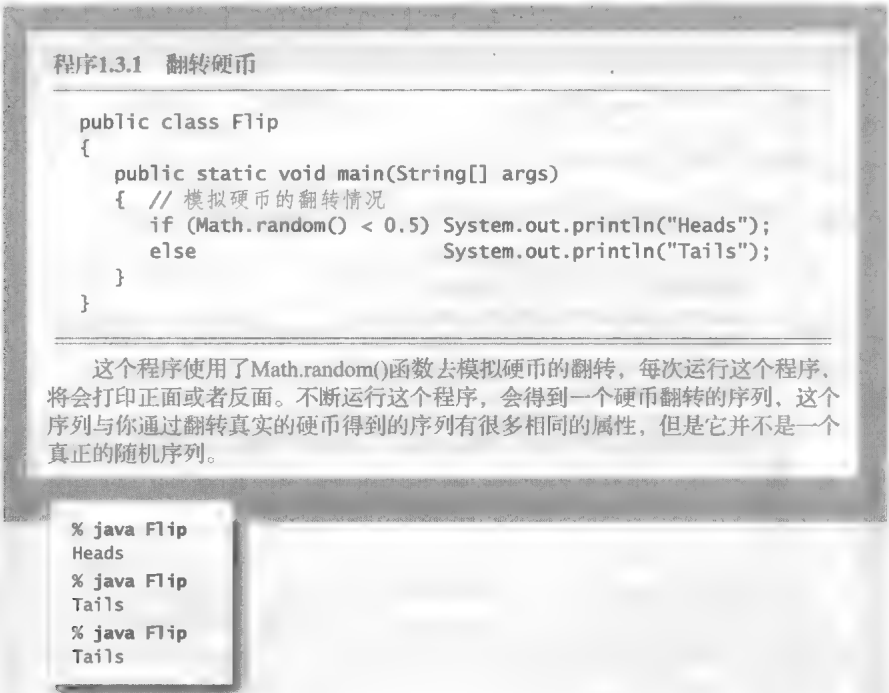 程序1.3.1 翻转硬币
public class Flip
{
public static void main(String[] args)
{ // 模拟硬币的翻转情况
if (Math.random() < 0.5) System.out.println("Heads");
else System.out.println("Tails");
}
}
这个程序使用了Math.random()函数去模拟硬币的翻转，每次运行这个程序，
将会打印正面或者反面。不断运行这个程序，会得到一个硬币翻转的序列，这个
序列与你通过翻转真实的硬币得到的序列有很多相同的属性，但是它并不是一个
真正的随机序列。
% java Flip
Heads
% java Flip
Tails
% java Flip
Tails